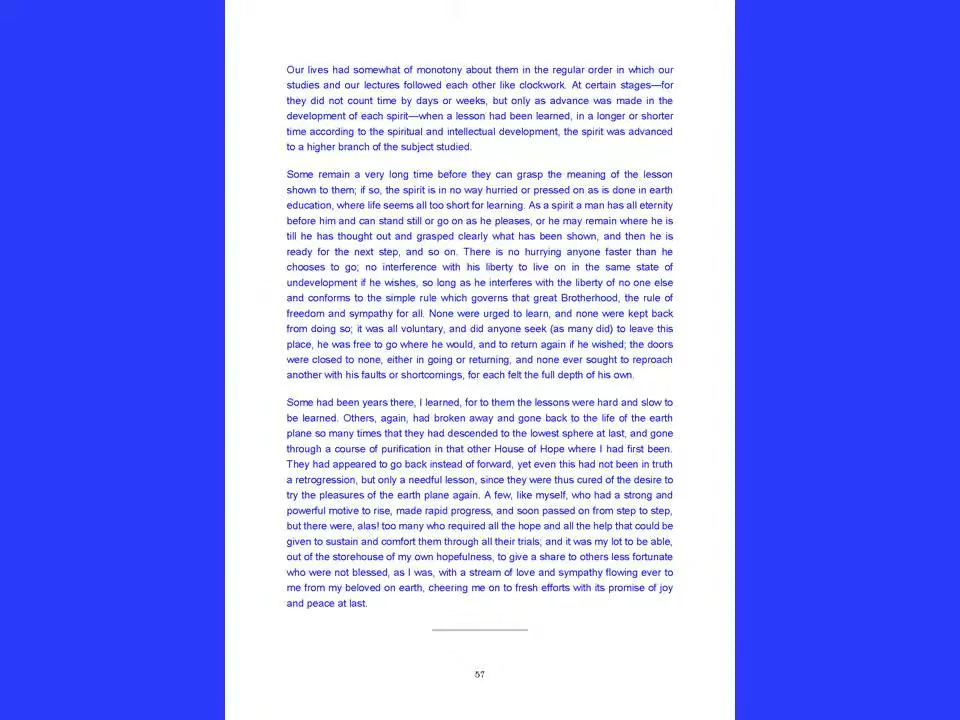 Our lives had somewhat of monotony about them in the regular order in which our
studies and our lectures followed each other like clockwork. At certain stages—for
they did not count time by days or weeks, but only as advance was made in the
development of each spirit—when a lesson had been learned, in a longer or shorter
time according to the spiritual and intellectual development, the spirit was advanced
to a higher branch of the subject studied.
Some remain a very long time before they can grasp the meaning of the lesson
shown to them; if so, the spirit is in no way hurried or pressed on as is done in earth
education, where life seems all too short for learning. As a spirit a man has all eternity
before him and can stand still or go on as he pleases, or he may remain where he is
till he has thought out and grasped clearly what has been shown, and then he is
ready for the next step, and so on. There is no hurrying anyone faster than he
chooses to go; no interference with his liberty to live on in the same state of
undevelopment if he wishes, so long as he interferes with the liberty of no one else
and conforms to the simple rule which governs that great Brotherhood, the rule of
freedom and sympathy for all. None were urged to learn, and none were kept back
from doing so; it was all voluntary, and did anyone seek (as many did) to leave this
place, he was free to go where he would, and to return again if he wished; the doors
were closed to none, either in going or returning, and none ever sought to reproach
another with his faults or shortcomings, for each felt the full depth of his own.
Some had been years there, I learned, for to them the lessons were hard and slow to
be learned. Others, again, had broken away and gone back to the life of the earth
plane so many times that they had descended to the lowest sphere at last, and gone
through a course of purification in that other House of Hope where I had first been.
They had appeared to go back instead of forward, yet even this had not been in truth
a retrogression, but only a needful lesson, since they were thus cured of the desire to
try the pleasures of the earth plane again. A few, like myself, who had a strong and
powerful motive to rise, made rapid progress, and soon passed on from step to step,
but there were, alas! too many who required all the hope and all the help that could be
given to sustain and comfort them through all their trials; and it was my lot to be able,
out of the storehouse of my own hopefulness, to give a share to others less fortunate
who were not blessed, as I was, with a stream of love and sympathy flowing ever to
me from my beloved on earth, cheering me on to fresh efforts with its promise of joy
and peace at last.
57